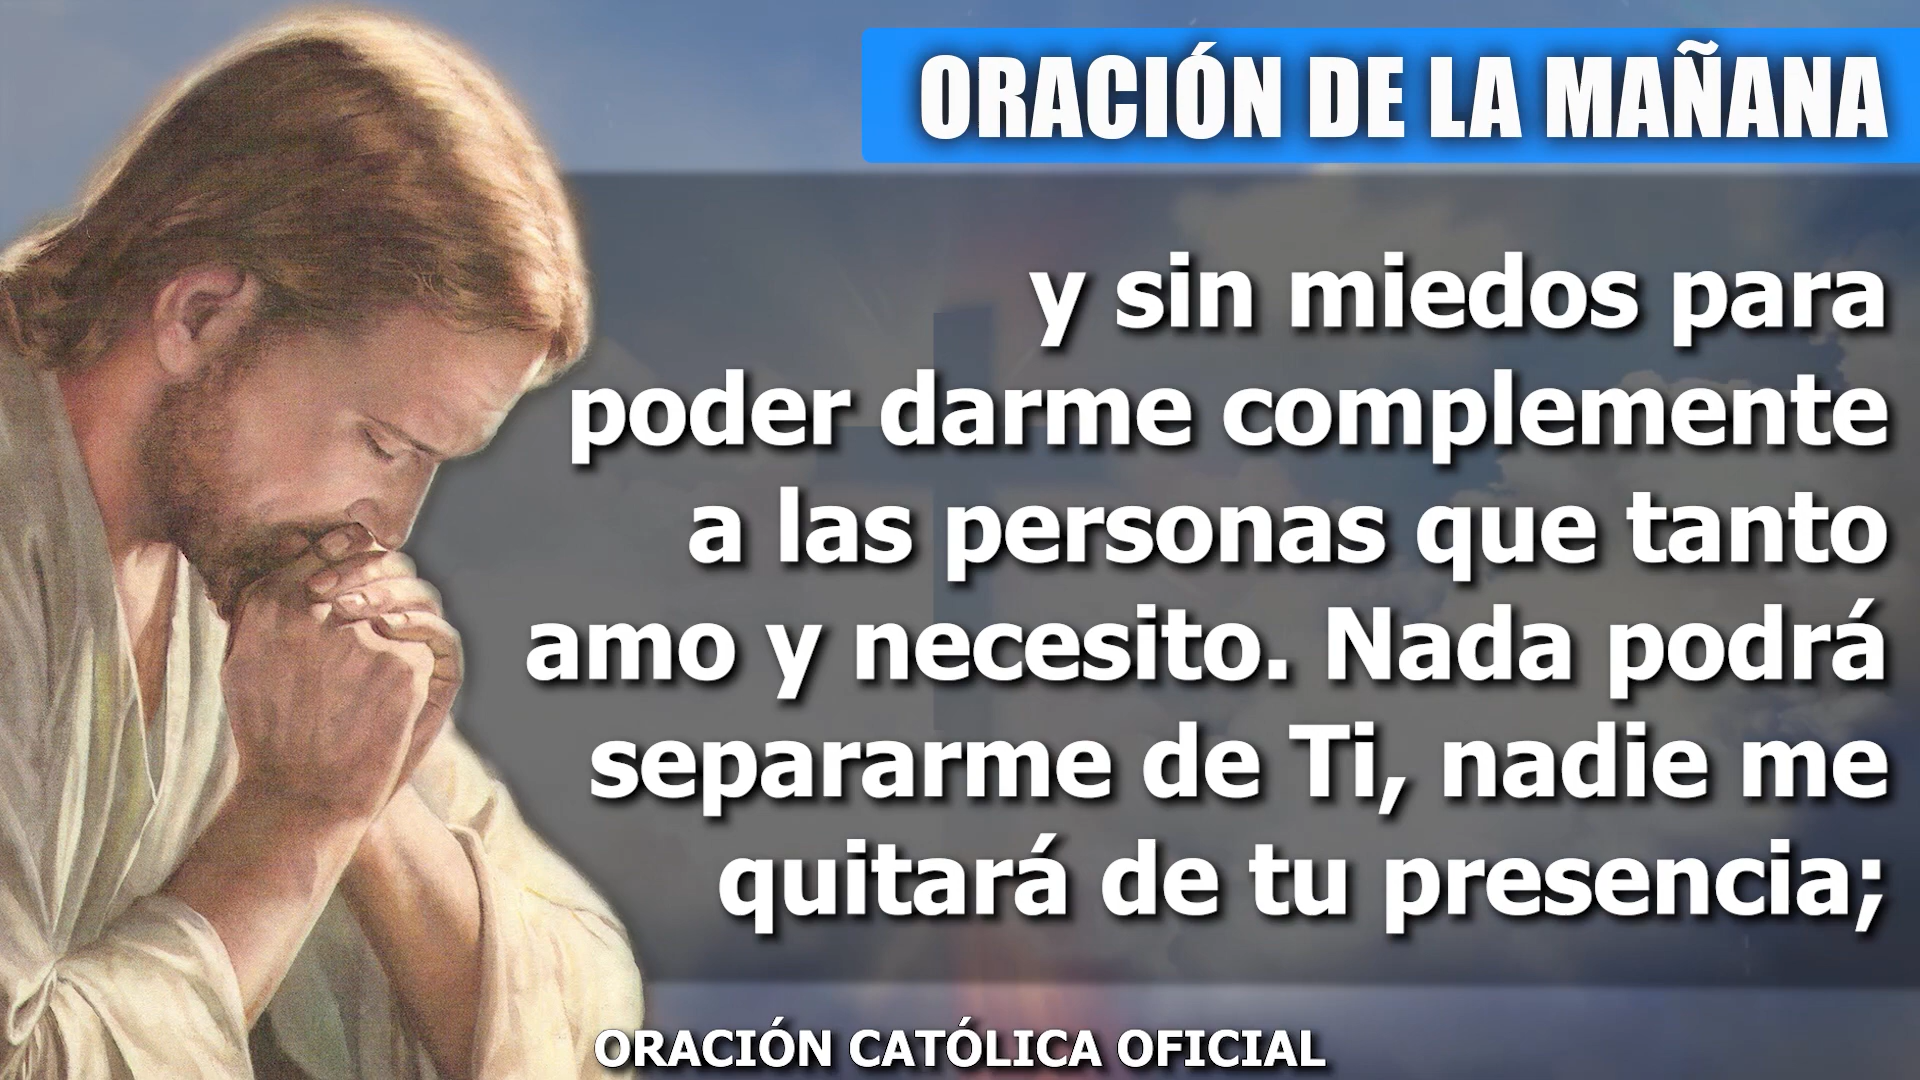 ORACIÓN DE LA MAÑANA
y sin miedos para
poder darme complemente
a las personas que tanto
amo y necesito. Nada podrá
separarme de Ti, nadie me
quitará de tu presencia;
ORACIÓN CATÓLICA OFICIAL